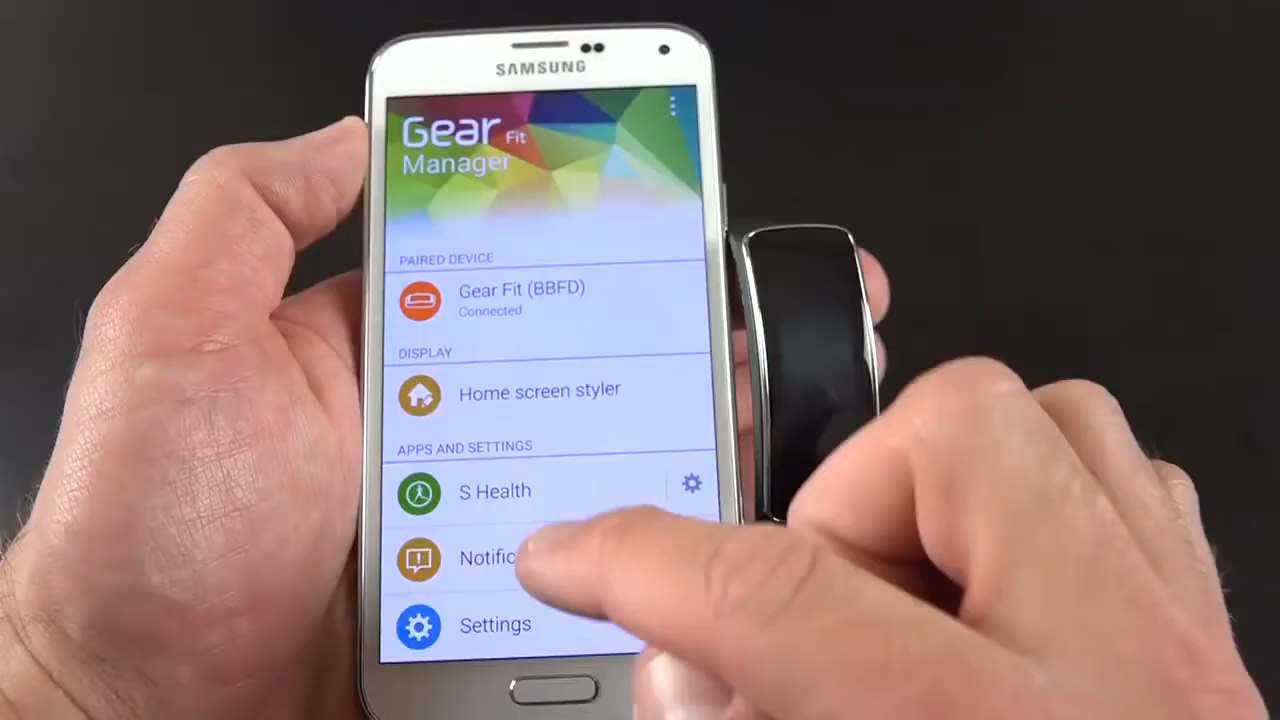 SAMSUNG
Gear Fit
Manager
PAIRED DEVICE
Gear Fit (BBFD)
Connected
DISPLAY
Home screen styler
APPS AND SETTINGS
S Health
Settings